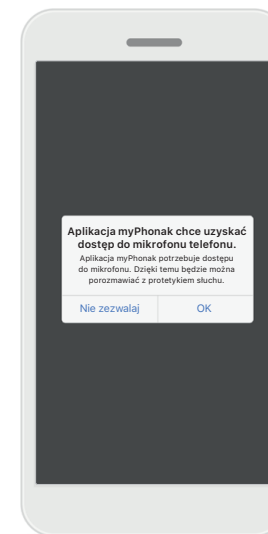 Aplikacja myPhonak chce uzyskać
dostęp do mikrofonu telefonu.
Aplikacja myPhonak potrzebuje dostępu
do mikrofonu. Dzięki temu będzie można
porozmawiać z protetykiem słuchu.
Nie zezwalaj OK